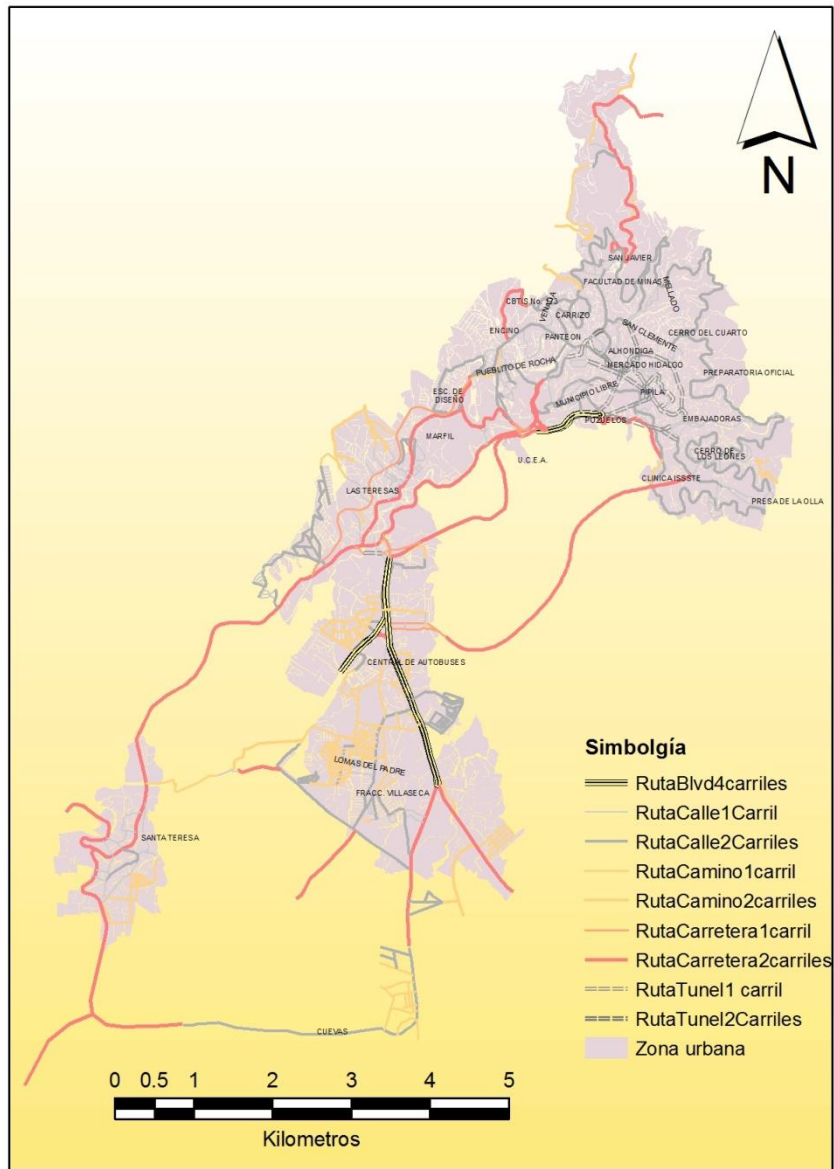 N
SAN JAVIER
FACULTAD DE MINAS
MELLADO
CBTIS No. 173
VENADA
CARRIZO
ENCINO
PANTEON
SAN CLEMENTE
CERRO DEL CUARTO
ALHONDIGA
MERCADO HIDALGO
PUEBLITO DE ROCHA
PREPARATORIA OFICIAL
ESC. DE
DISEÑO
MUNICIPIO LIBRE
PIPILA
POZUELOS
EMBAJADORAS
MARFIL
U.C.E.A.
CERRO DE
LOS LEONES
CLINICA ISSSTE
LAS TERESAS
PRESA DE LA OLLA
CENTRAL DE AUTOBUSES
LOMAS DEL PADRE
FRACC. VILLASECA
SANTA TERESA
CUEVAS
Simbolgía
RutaBlvd4carriles
RutaCalle1Carril
RutaCalle2Carriles
RutaCamino1carril
RutaCamino2carriles
RutaCarretera1carril
RutaCarretera2carriles
RutaTunel1 carril
RutaTunel2Carriles
Zona urbana
0 0.5 1 2 3 4 5
Kilometros